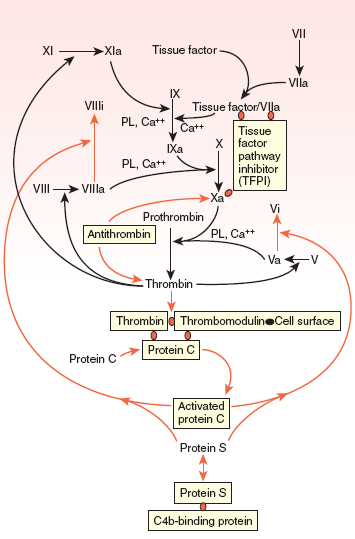 VII
XI
XIa
Tissue factor
VIIa
IX
VIIIi
Tissue factor/VIIa
PL, Ca++
Ca++
Tissue
factor
pathway
inhibitor
(TFPI)
IXa
X
PL, Ca++
VIII
VIIIa
Xa
Vi
Prothrombin
Antithrombin
PL, Ca++
Va
V
Thrombin
Thrombin
Thrombomodulin
Cell surface
Protein C
Protein C
Activated
protein C
Protein S
Protein S
C4b-binding protein